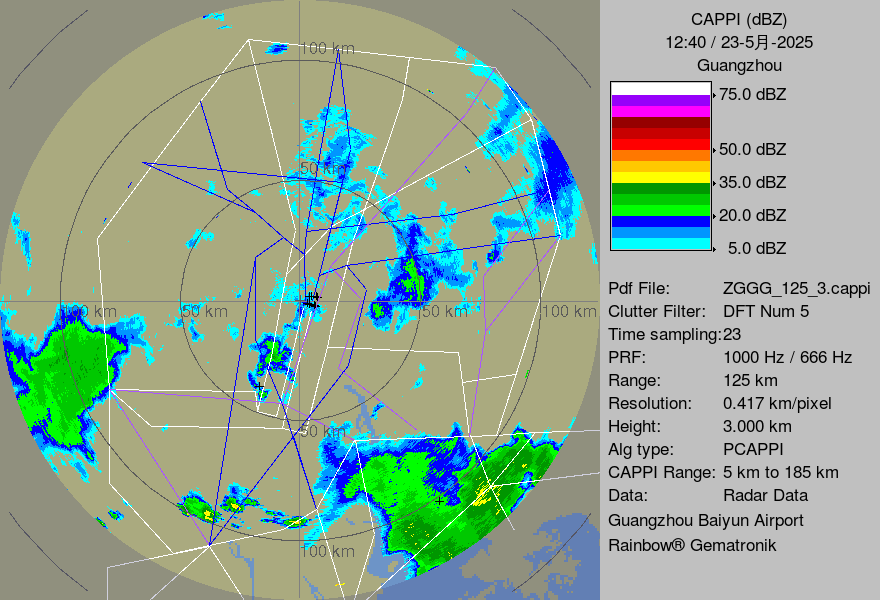 CAPPI (dBZ)
12:40 / 23-5月-2025
Guangzhou
75.0 dBZ
50.0 dBZ
35.0 dBZ
20.0 dBZ
5.0 dBZ
Pdf File: ZGGG_125_3.cappi
Clutter Filter: DFT Num 5
Time sampling:23
PRF: 1000 Hz / 666 Hz
Range: 125 km
Resolution: 0.417 km/pixel
Height: 3.000 km
Alg type: PCAPPI
CAPPI Range: 5 km to 185 km
Data: Radar Data
Guangzhou Baiyun Airport
Rainbow® Gematronik
100 km
50 km
100 km
50 km
50 km
100 km
50 km
100 km